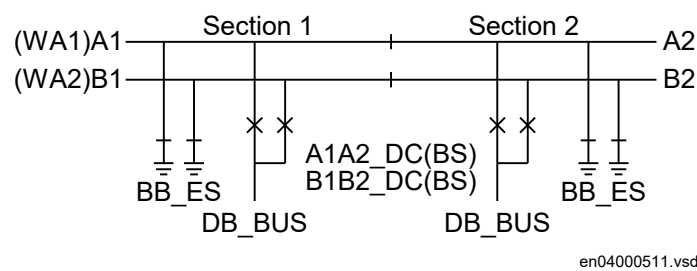 Section 1
Section 2
(WA1)A1
A2
(WA2)B1
B2
A1A2_DC(BS)
B1B2_DC(BS)
BB_ES
BB_ES
DB_BUS
DB_BUS
en04000511.vsd